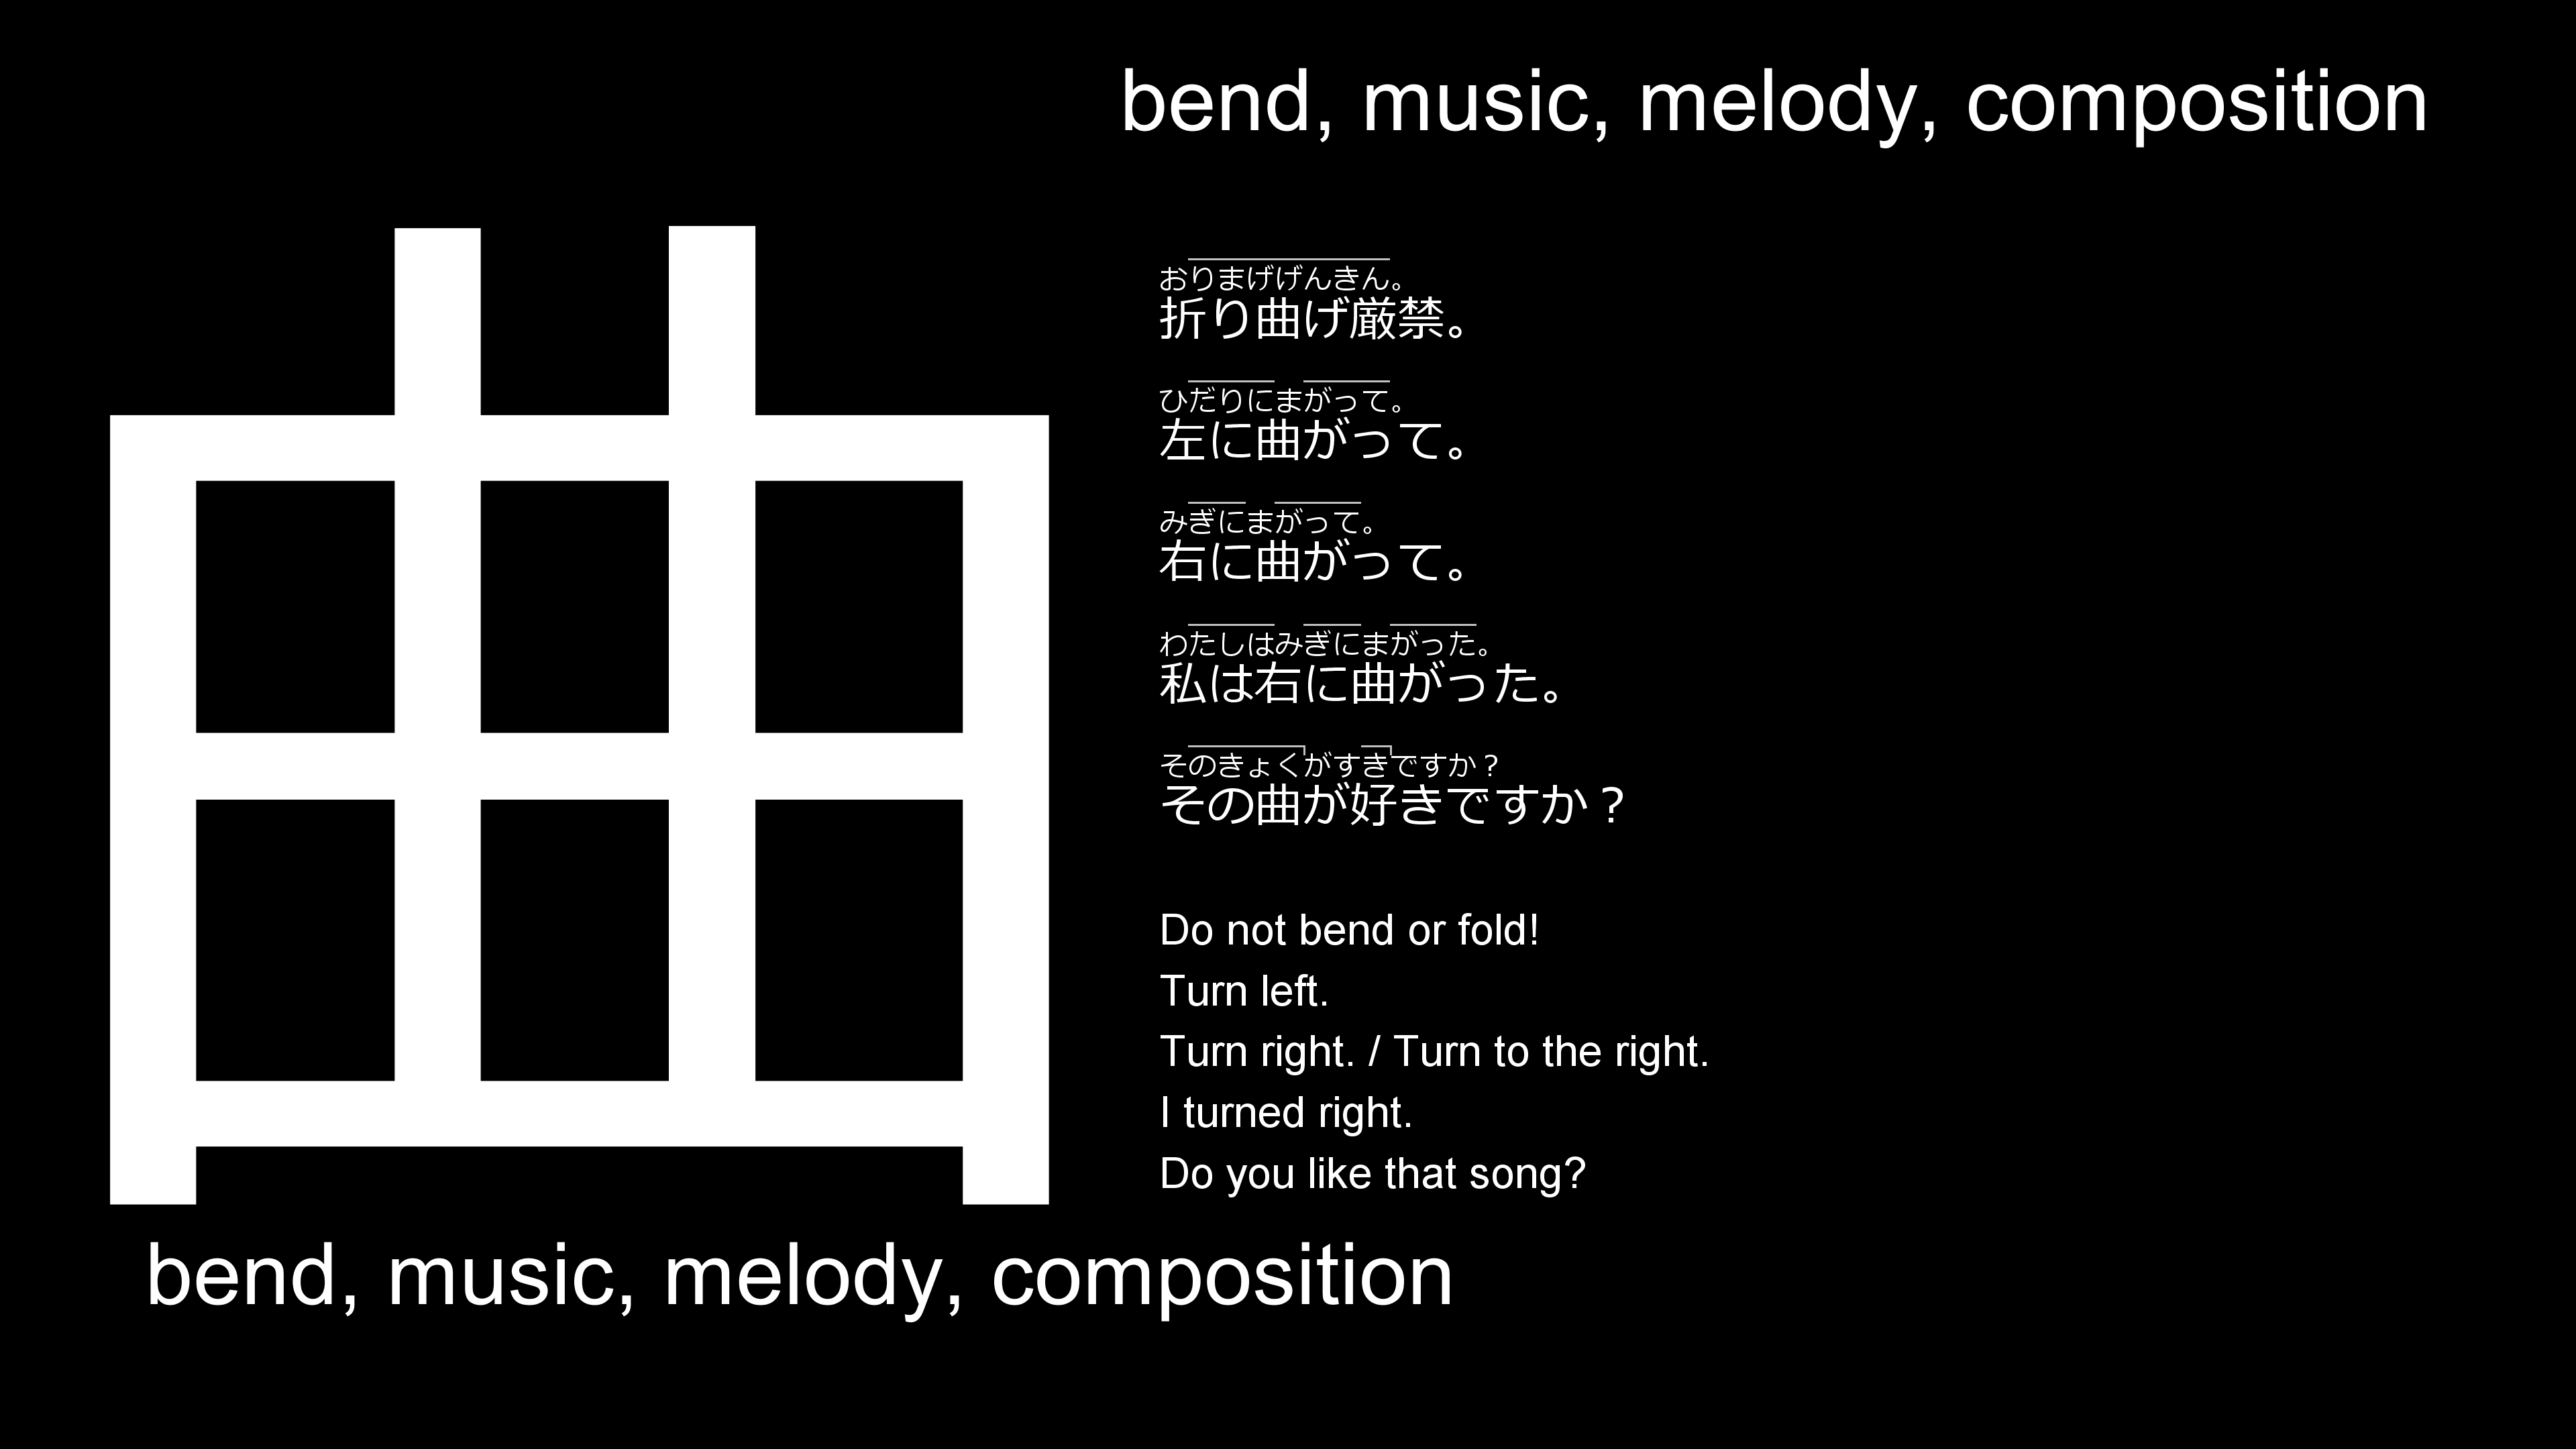 bend, music, melody, composition
曲
おりまげげんきん。
折り曲げ厳禁。
ひだりにまがって。
左に曲がって。
みぎにまがって。
右に曲がって。
わたしはみぎにまがった。
私は右に曲がった。
そのきょくがすきですか？
その曲が好きですか？
Do not bend or fold!
Turn left.
Turn right. / Turn to the right.
I turned right.
Do you like that song?
bend, music, melody, composition